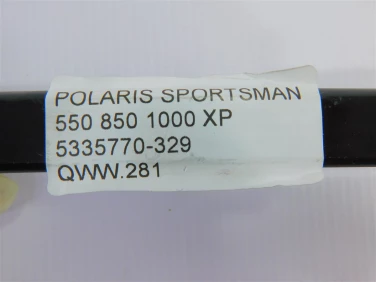 POLARIS SPORTSMAN
550 850 1000 XP
5335770-329
QWW.281